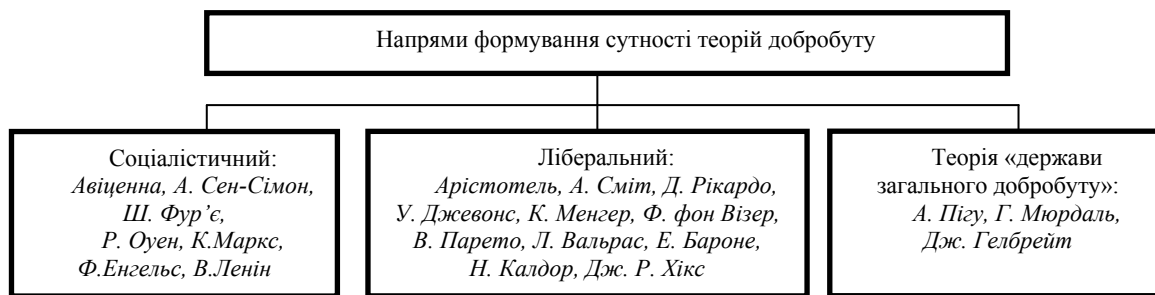 Напрями формування сутності теорій добробуту
Соціалістичний:
Авіценна, А. Сен-Сімон,
Ш. Фур’є,
Р. Оуен, К.Маркс,
Ф.Енгельс, В.Ленін
Ліберальний:
Арістотель, А. Сміт, Д. Рікардо,
У. Джевонс, К. Менгер, Ф. фон Візер,
В. Парето, Л. Вальрас, Е. Бароне,
Н. Калдор, Дж. Р. Хікс
Теорія «держави
загального добробуту»:
А. Пігу, Г. Мюрдаль,
Дж. Гелбрейт